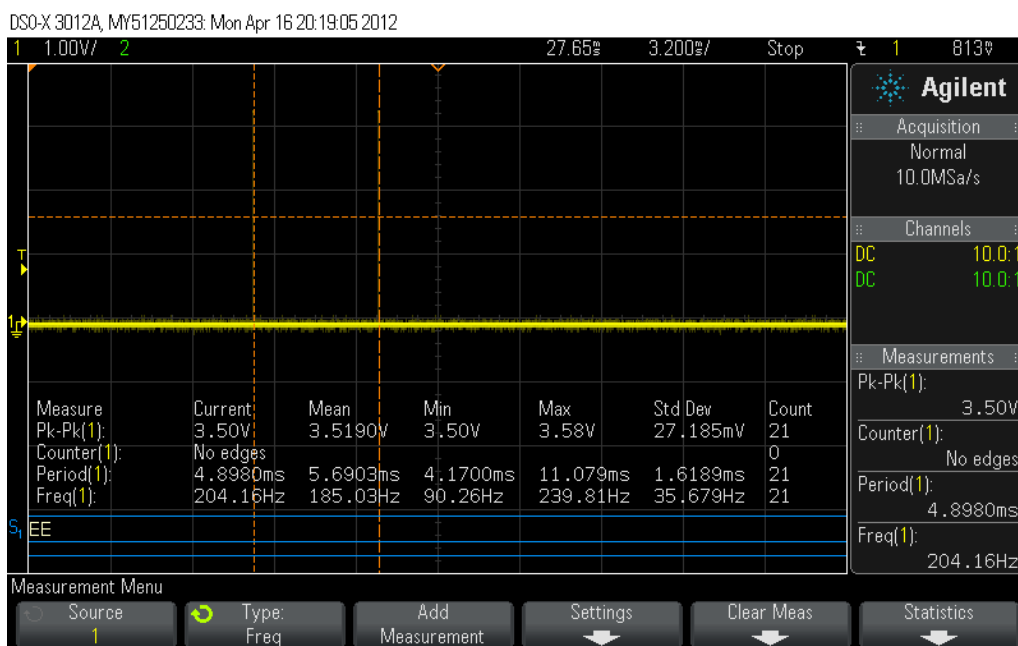 DSO-X 3012A, MY51250233: Mon Apr 16 20:19:05 2012
1 1.00V/ 2 27.65ms 3.200ms/ Stop 1 813mV
Agilent
Acquisition
Normal
10.0MSa/s
Channels
DC 10.0:1
DC 10.0:1
T
1
Measurements
Pk-Pk(1):
3.50V
Counter(1):
No edges
Period(1):
4.8980ms
Freq(1):
204.16Hz
Measure Current Mean Min Max Std Dev Count
Pk-Pk(1): 3.50V 3.5190V 3.50V 3.58V 27.185mV 21
Counter(1): No edges 0
Period(1): 4.8980ms 5.6903ms 4.1700ms 11.079ms 1.6189ms 21
Freq(1): 204.16Hz 185.03Hz 90.26Hz 239.81Hz 35.679Hz 21
S1 EE
Measurement Menu
Source
1
Type:
Freq
Add
Measurement
Settings
Clear Meas
Statistics